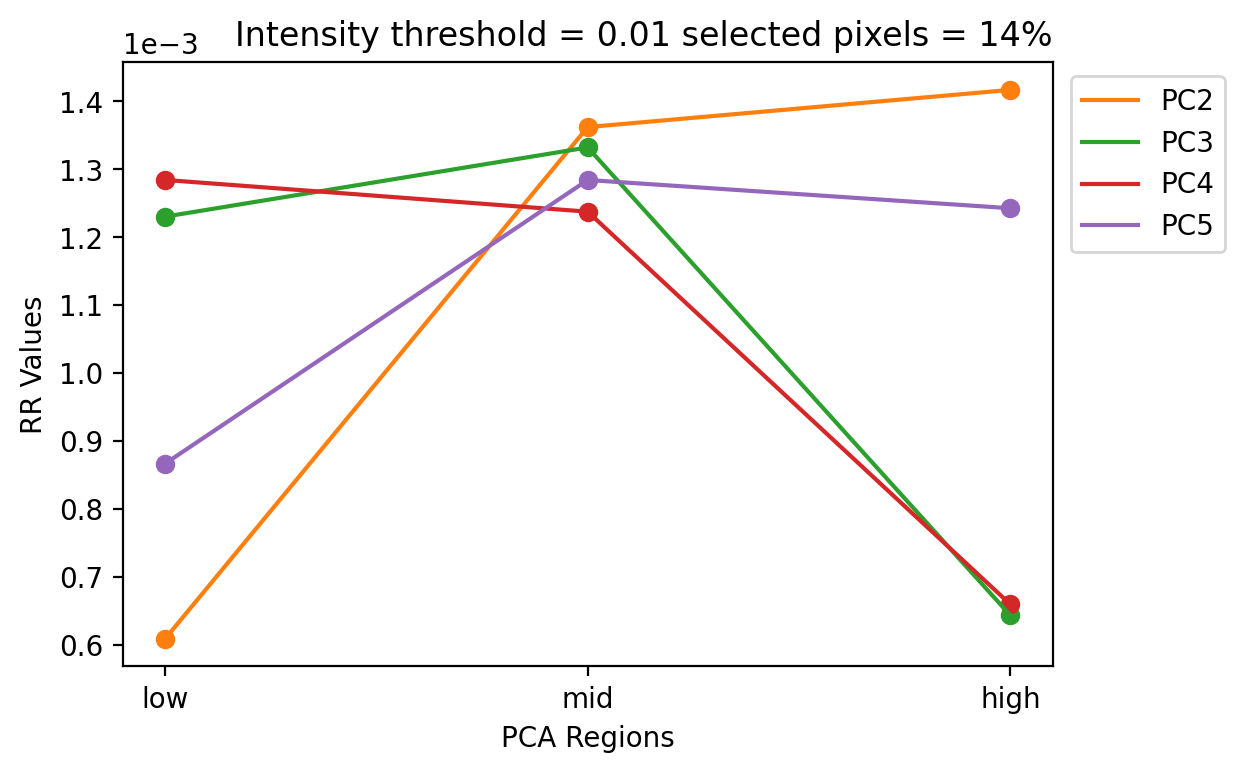 1e−3
Intensity threshold = 0.01 selected pixels = 14%
1.4
1.3
1.2
1.1
1.0
0.9
0.8
0.7
0.6
RR Values
low
mid
high
PCA Regions
PC2
PC3
PC4
PC5